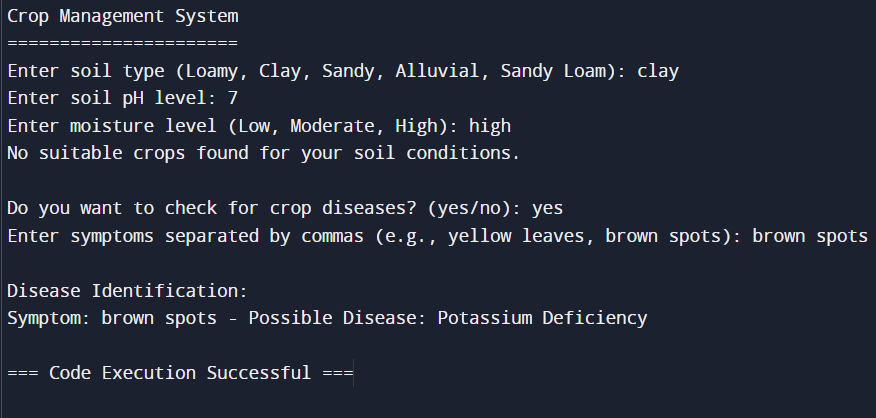 Crop Management System
======================
Enter soil type (Loamy, Clay, Sandy, Alluvial, Sandy Loam): clay
Enter soil pH level: 7
Enter moisture level (Low, Moderate, High): high
No suitable crops found for your soil conditions.
Do you want to check for crop diseases? (yes/no): yes
Enter symptoms separated by commas (e.g., yellow leaves, brown spots): brown spots
Disease Identification:
Symptom: brown spots - Possible Disease: Potassium Deficiency
=== Code Execution Successful ===